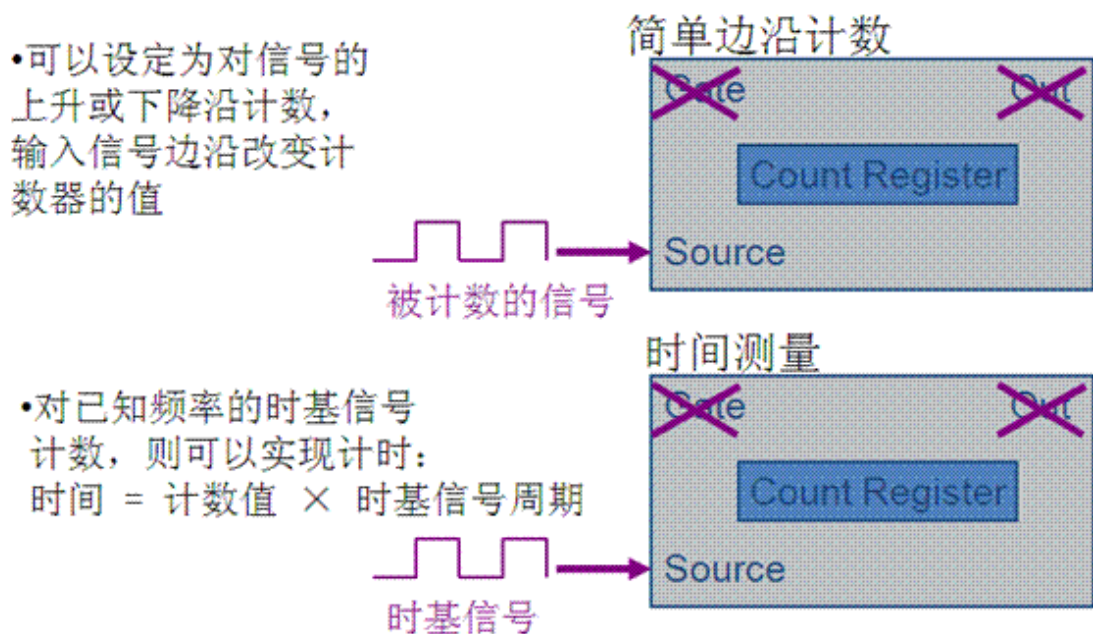 简单边沿计数
•可以设定为对信号的
上升或下降沿计数,
输入信号边沿改变计
数器的值
Gate
Out
Count Register
Source
被计数的信号
时间测量
•对已知频率的时基信号
计数, 则可以实现计时:
时间 = 计数值 × 时基信号周期
Gate
Out
Count Register
Source
时基信号